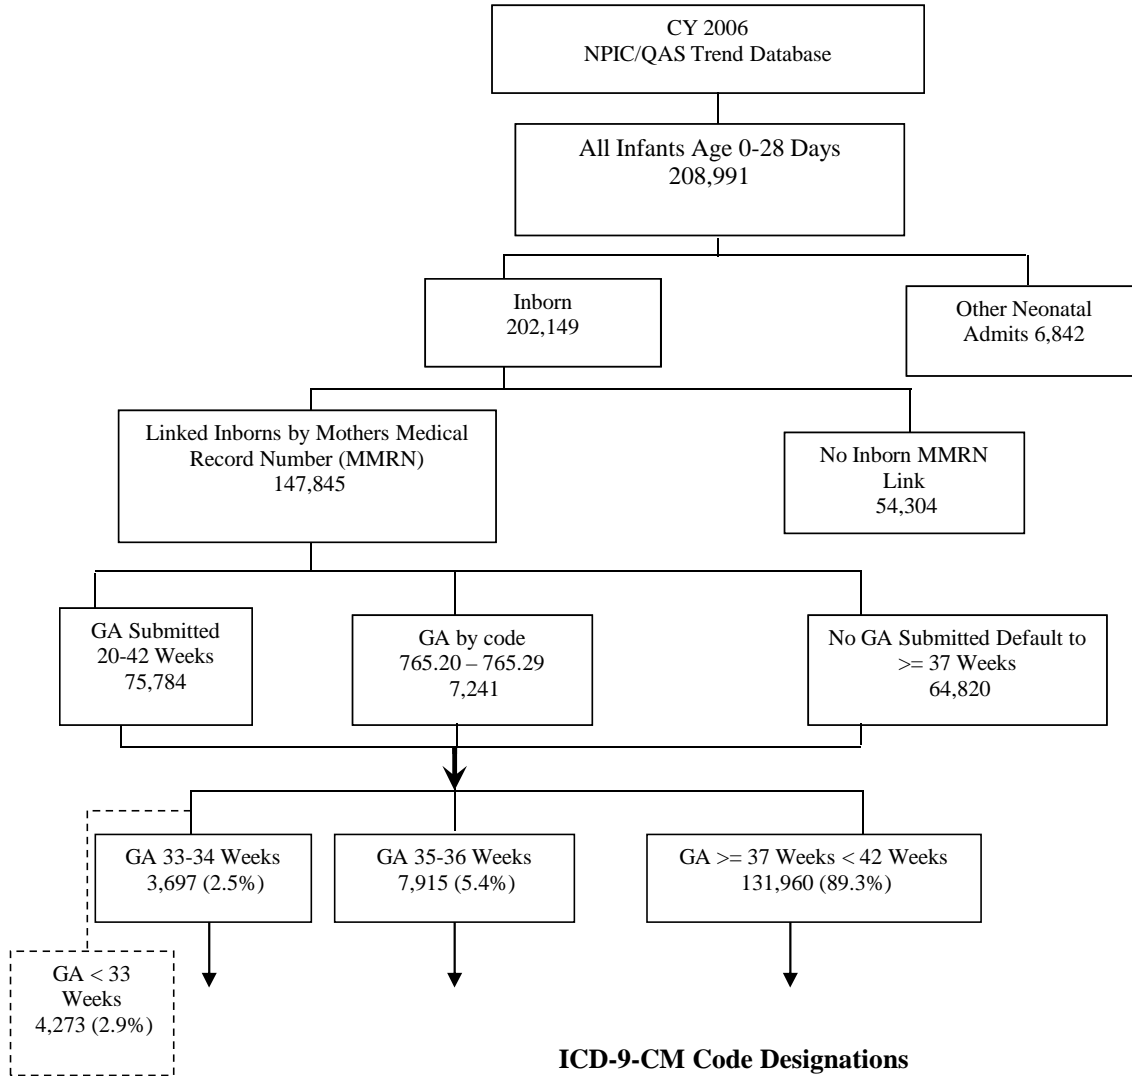 CY 2006
NPIC/QAS Trend Database
All Infants Age 0-28 Days
208,991
Inborn
202,149
Other Neonatal
Admits 6,842
Linked Inborns by Mothers Medical
Record Number (MMRN)
147,845
No Inborn MMRN
Link
54,304
GA Submitted
20-42 Weeks
75,784
GA by code
765.20 – 765.29
7,241
No GA Submitted Default to
>= 37 Weeks
64,820
GA 33-34 Weeks
3,697 (2.5%)
GA 35-36 Weeks
7,915 (5.4%)
GA >= 37 Weeks < 42 Weeks
131,960 (89.3%)
GA < 33
Weeks
4,273 (2.9%)
ICD-9-CM Code Designations